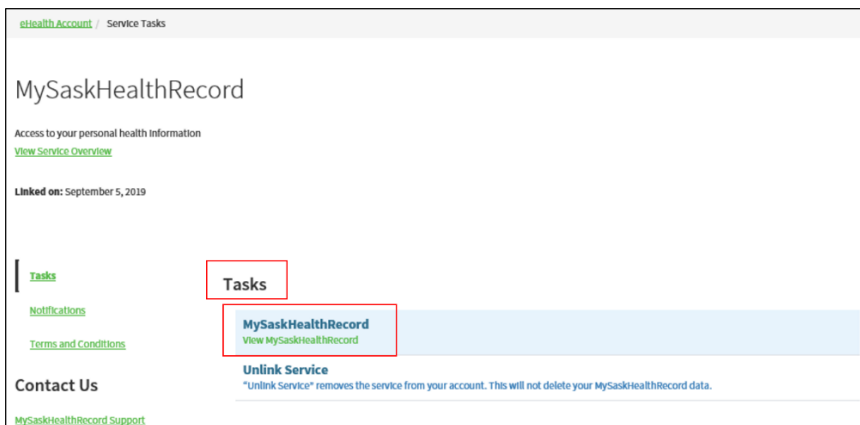 eHealth Account / Service Tasks
MySaskHealthRecord
Access to your personal health information
View Service Overview
Linked on: September 5, 2019
Tasks
Notifications
Terms and Conditions
Contact Us
MySaskHealthRecord Support
Tasks
MySaskHealthRecord
View MySaskHealthRecord
Unlink Service
"Unlink Service" removes the service from your account. This will not delete your MySaskHealthRecord data.